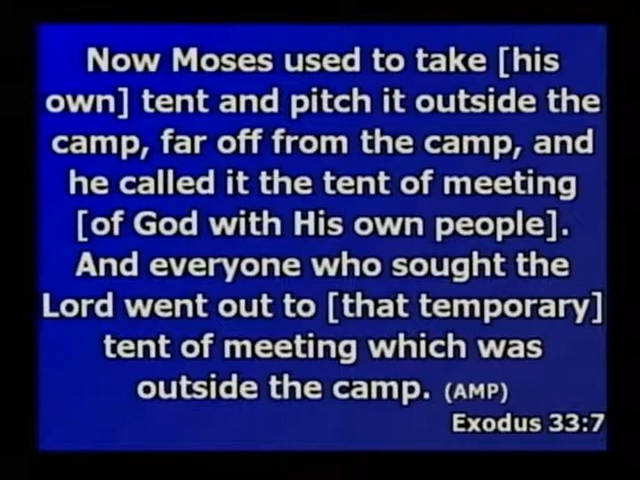 Now Moses used to take [his
own] tent and pitch it outside the
camp, far off from the camp, and
he called it the tent of meeting
[of God with His own people].
And everyone who sought the
Lord went out to [that temporary]
tent of meeting which was
outside the camp. (AMP)
Exodus 33:7